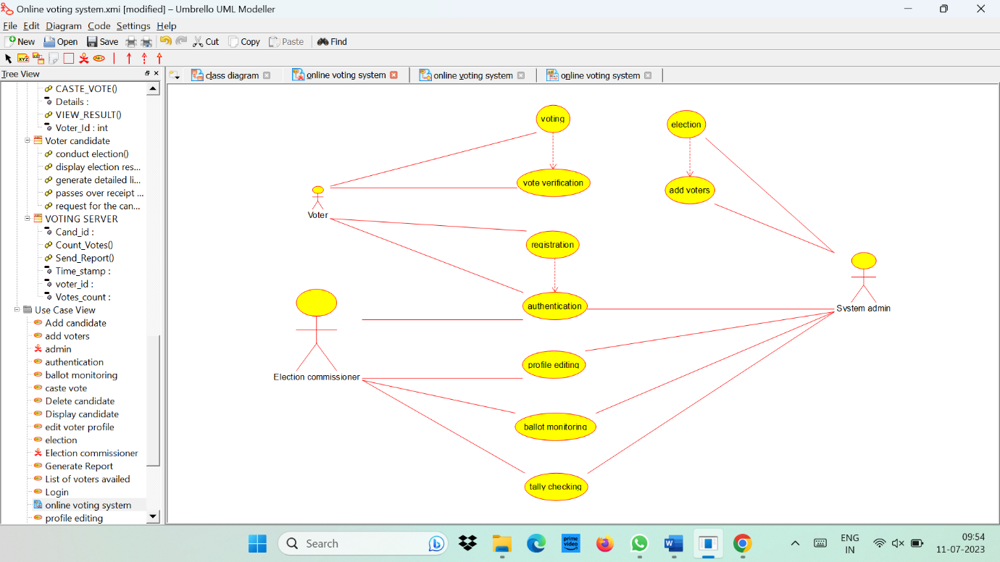 Online voting system.xmi [modified] – Umbrello UML Modeller
File Edit Diagram Code Settings Help
New Open Save Cut Copy Paste Find
Tree View
class diagram
online voting system
online voting system
online voting system
CASTE_VOTE()
Details :
VIEW_RESULT()
Voter_Id : int
Voter candidate
conduct election()
display election res...
generate detailed li...
passes over receipt ...
request for the can...
VOTING SERVER
Cand_id :
Count_Votes()
Send_Report()
Time_stamp :
voter_id :
Votes_count :
Use Case View
Add candidate
add voters
admin
authentication
ballot monitoring
caste vote
Delete candidate
Display candidate
edit voter profile
election
Election commissioner
Generate Report
List of voters availed
Login
online voting system
profile editing
voting
election
vote verification
add voters
Voter
registration
authentication
System admin
profile editing
Election commissioner
ballot monitoring
tally checking
Search
prime video
ENG
IN
09:54
11-07-2023